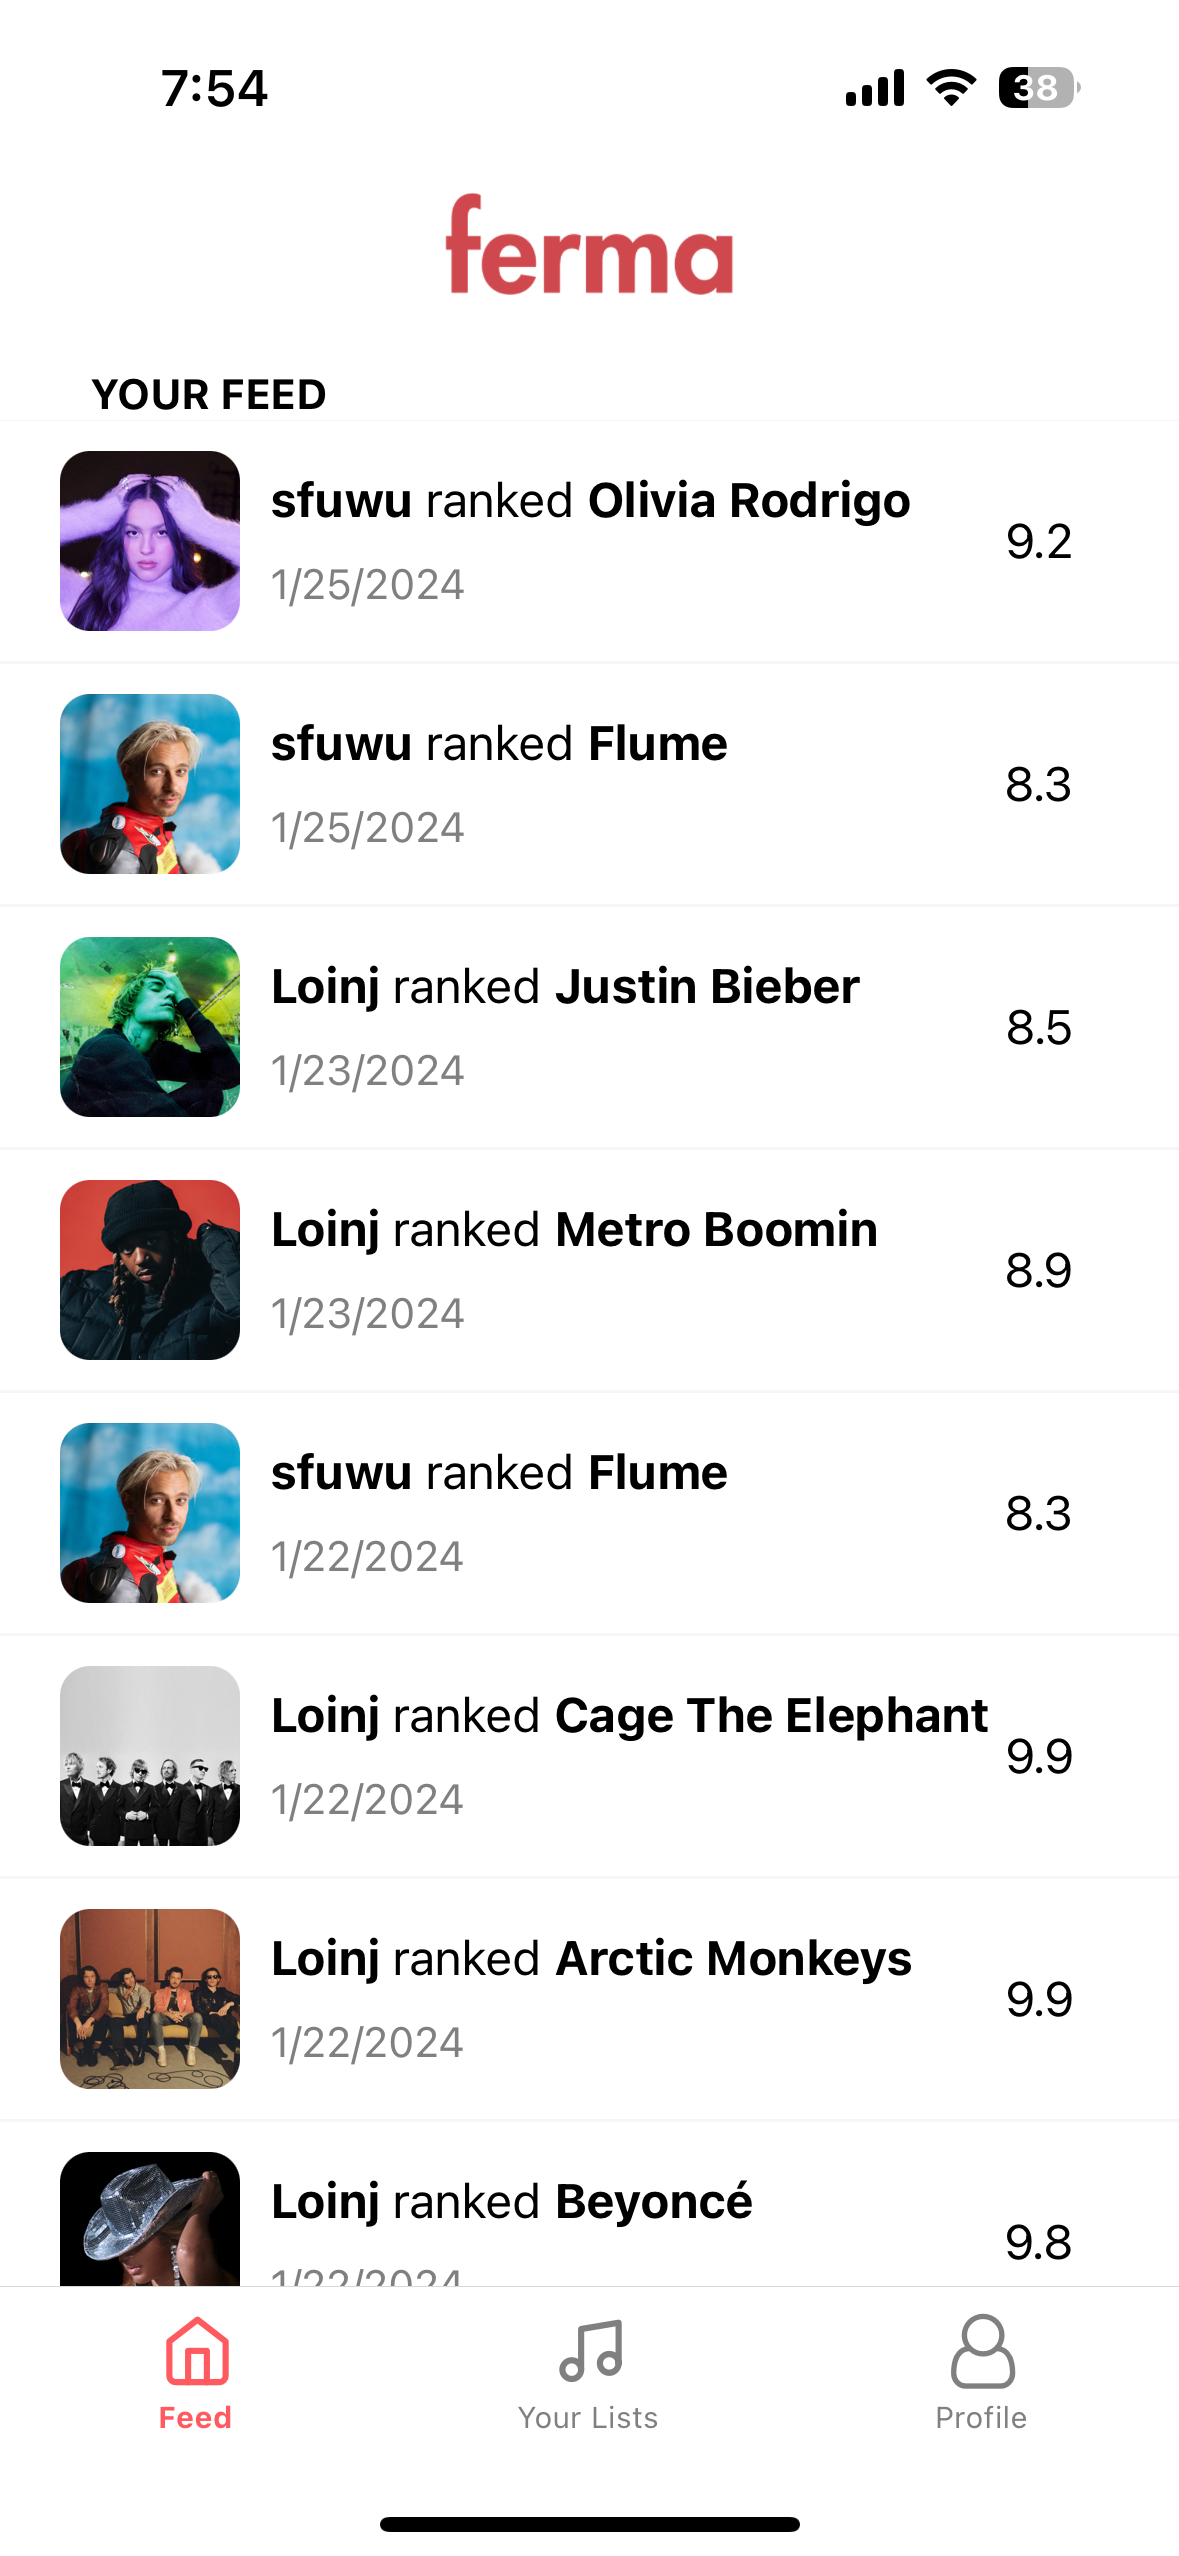 7:54
38
ferma
YOUR FEED
sfuwu ranked Olivia Rodrigo
9.2
1/25/2024
sfuwu ranked Flume
8.3
1/25/2024
Loinj ranked Justin Bieber
8.5
1/23/2024
Loinj ranked Metro Boomin
8.9
1/23/2024
sfuwu ranked Flume
8.3
1/22/2024
Loinj ranked Cage The Elephant
9.9
1/22/2024
Loinj ranked Arctic Monkeys
9.9
1/22/2024
Loinj ranked Beyoncé
9.8
1/22/2024
Feed
Your Lists
Profile